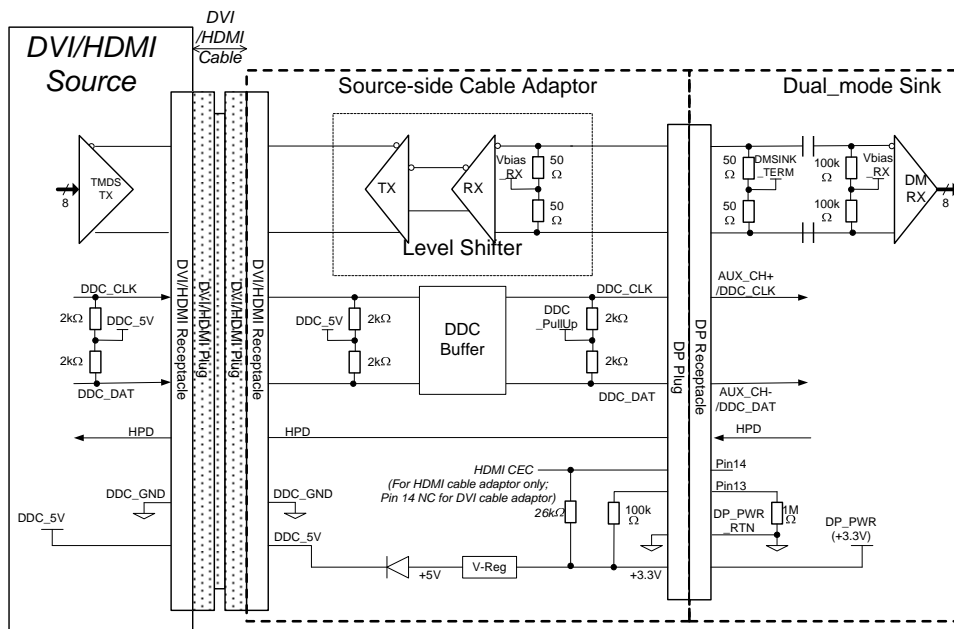 DVI
/HDMI
Cable
DVI/HDMI
Source
Source-side Cable Adaptor
Dual_mode Sink
TMDS
TX
8
TX
RX
Vbias
_RX
50
Ω
50
Ω
Level Shifter
50
Ω
50
Ω
DMSINK
_TERM
100k
Ω
100k
Ω
Vbias
_RX
DM
RX
8
DVI/HDMI Receptacle
DVI/HDMI Plug
DVI/HDMI Plug
DVI/HDMI Receptacle
DP Plug
DP Receptacle
DDC_CLK
2kΩ
DDC_5V
2kΩ
DDC_DAT
DDC_5V
2kΩ
2kΩ
DDC
Buffer
DDC_CLK
DDC
_PullUp
2kΩ
2kΩ
DDC_DAT
AUX_CH+
/DDC_CLK
AUX_CH-
/DDC_DAT
HPD
HPD
HPD
HDMI CEC
(For HDMI cable adaptor only;
Pin 14 NC for DVI cable adaptor)
26kΩ
100k
Ω
Pin14
Pin13
1M
Ω
DP_PWR
_RTN
DP_PWR
(+3.3V)
DDC_GND
DDC_5V
DDC_GND
DDC_5V
+5V
V-Reg
+3.3V